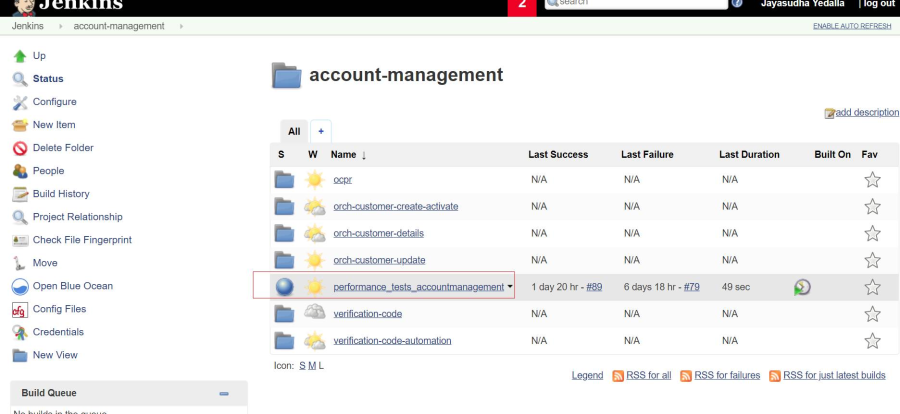 Jenkins
2
search
?
Jayasudha Yedalla | log out
Jenkins › account-management ›
ENABLE AUTO REFRESH
Up
Status
Configure
New Item
Delete Folder
People
Build History
Project Relationship
Check File Fingerprint
Move
Open Blue Ocean
cfg Config Files
Credentials
New View
Build Queue
No builds in the queue.
account-management
add description
All +
S W Name ↓ Last Success Last Failure Last Duration Built On Fav
ocpr N/A N/A N/A
orch-customer-create-activate N/A N/A N/A
orch-customer-details N/A N/A N/A
orch-customer-update N/A N/A N/A
performance_tests_accountmanagement 1 day 20 hr - #89 6 days 18 hr - #79 49 sec
verification-code N/A N/A N/A
verification-code-automation N/A N/A N/A
Icon: S M L
Legend RSS for all RSS for failures RSS for just latest builds